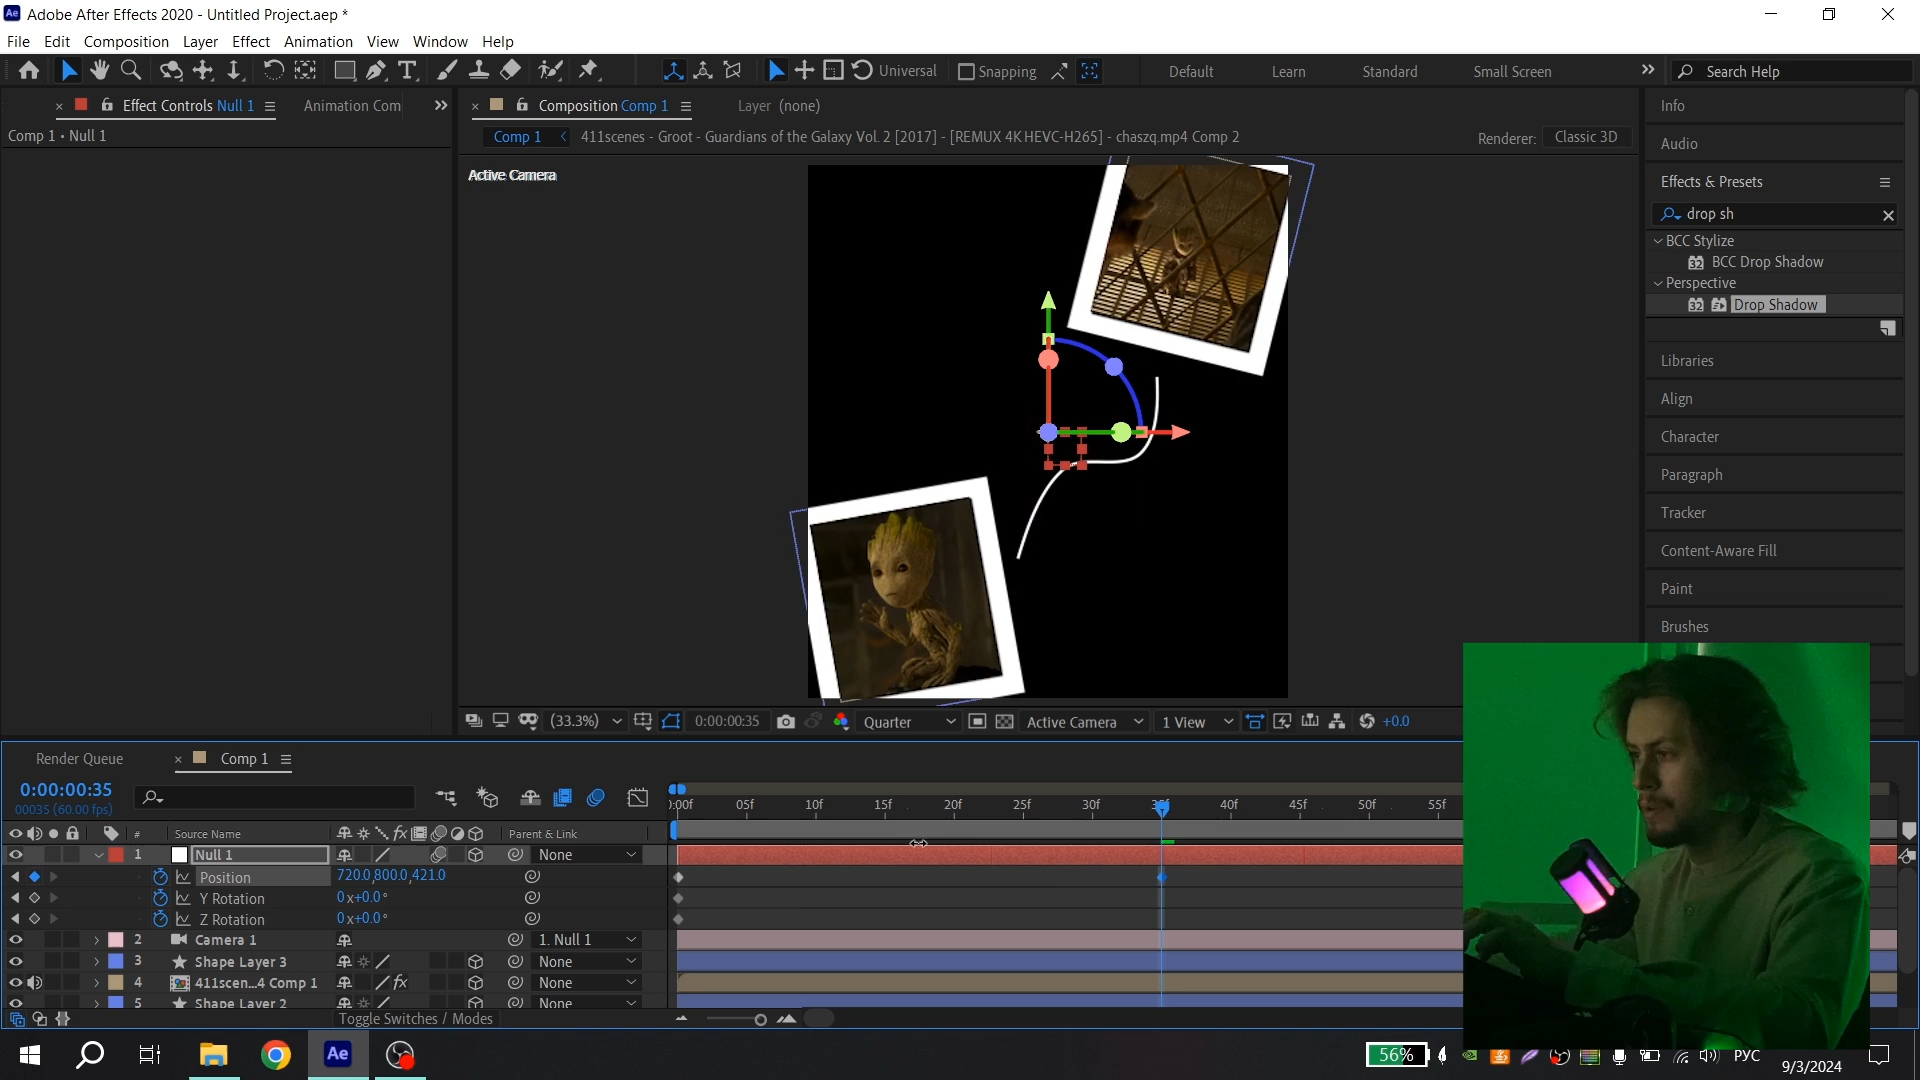 Ae Adobe After Effects 2020 - Untitled Project.aep *
File Edit Composition Layer Effect Animation View Window Help
Universal Snapping Default Learn Standard Small Screen Search Help
Effect Controls Null 1 Animation Com Composition Comp 1 Layer (none) Info
Comp 1 • Null 1 Comp 1 411scenes - Groot - Guardians of the Galaxy Vol. 2 [2017] - [REMUX 4K HEVC-H265] - chaszq.mp4 Comp 2 Renderer: Classic 3D
Audio
Active Camera
Effects & Presets
drop sh
BCC Stylize
32 BCC Drop Shadow
Perspective
32 Drop Shadow
Libraries
Align
Character
Paragraph
Tracker
Content-Aware Fill
Paint
Brushes
(33.3%) 0:00:00:35 Quarter Active Camera 1 View +0.0
Render Queue Comp 1
0:00:00:35
00035 (60.00 fps)
:00f 05f 10f 15f 20f 25f 30f 35f 40f 45f 50f 55f
# Source Name Parent & Link
1 Null 1 None
Position 720.0,800.0,421.0
Y Rotation 0x+0.0°
Z Rotation 0x+0.0°
2 Camera 1 1. Null 1
3 Shape Layer 3 None
4 411scen...4 Comp 1 None
5 Shape Layer 2 None
Toggle Switches / Modes
Ae 56% РУС
9/3/2024